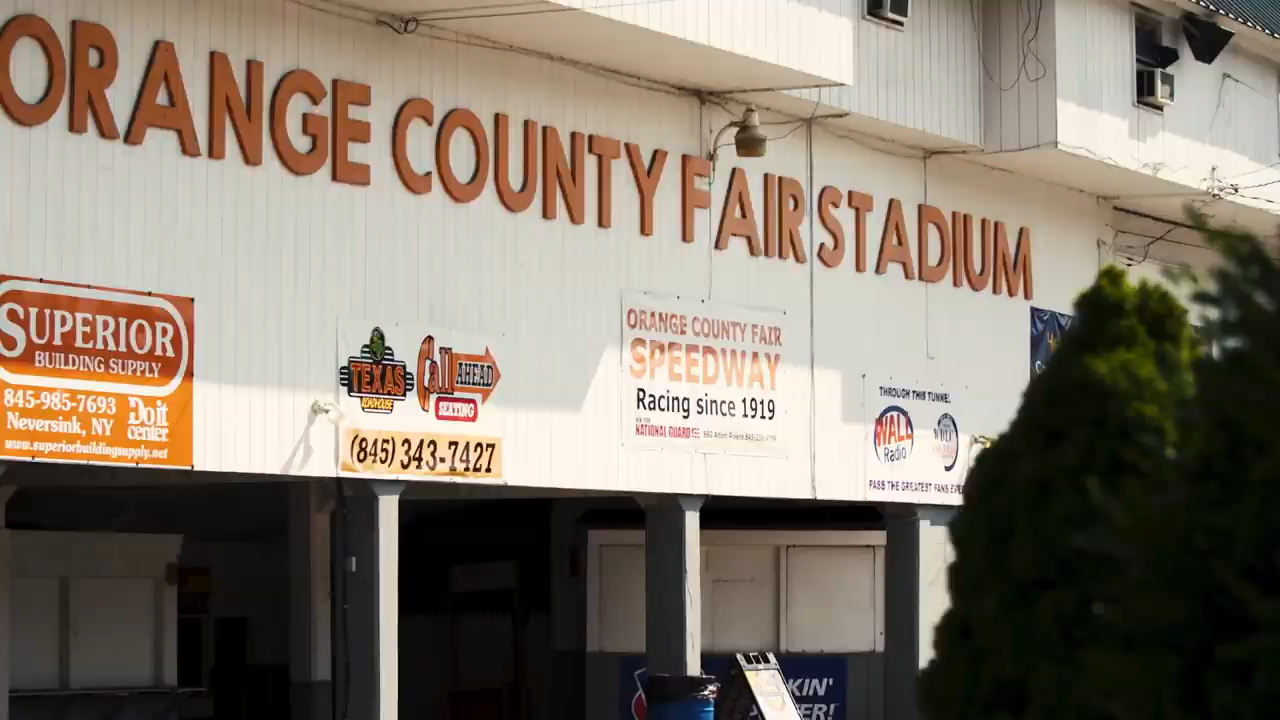 ORANGE COUNTY FAIR STADIUM
SUPERIOR
BUILDING SUPPLY
845-985-7693
Neversink, NY
Do it
center
www.superiorbuildingsupply.net
TEXAS
ROADHOUSE
Call AHEAD
SEATING
(845) 343-7427
ORANGE COUNTY FAIR
SPEEDWAY
Racing since 1919
NATIONAL GUARD
THROUGH THIS TUNNEL
WALL
Radio
PASS THE GREATEST FANS
KIN'
ER!